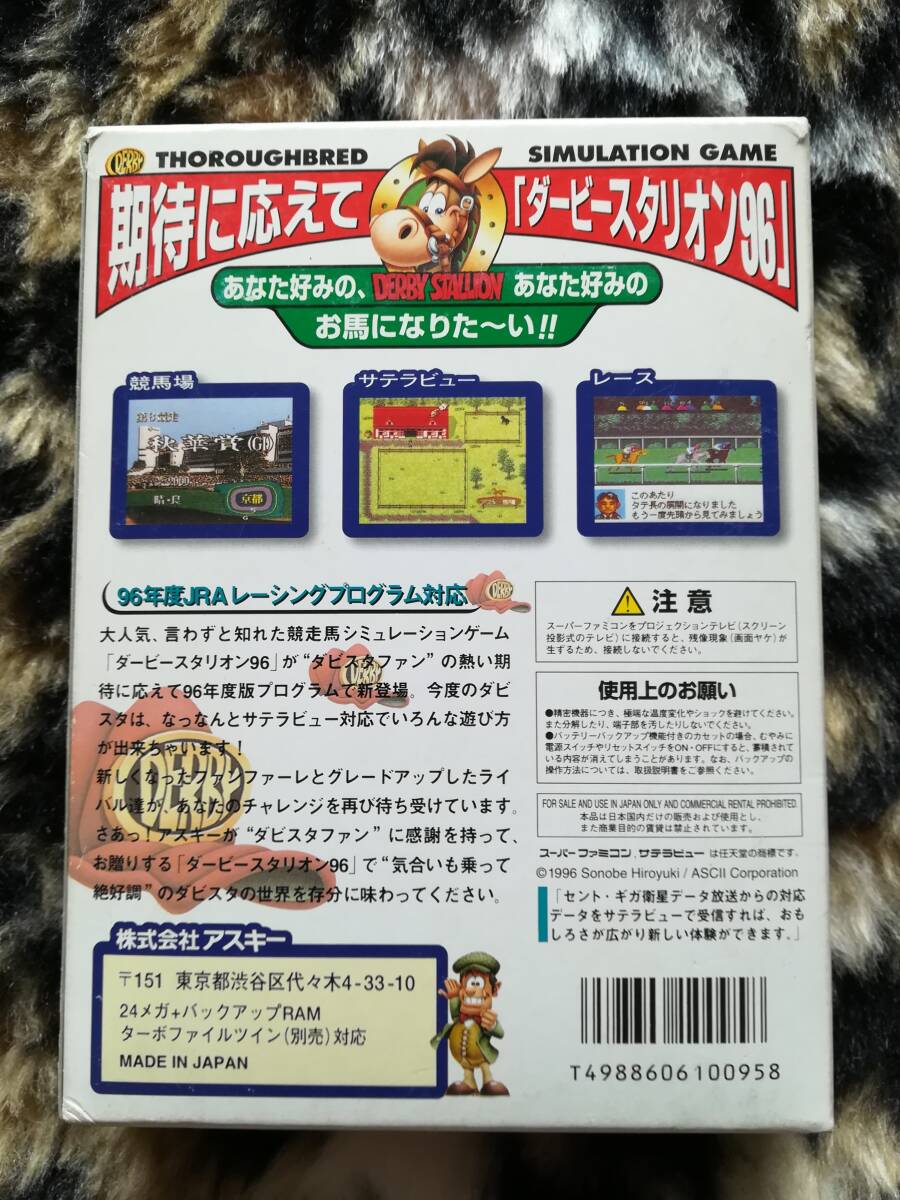 DERBY
THOROUGHBRED SIMULATION GAME
期待に応えて 「ダービースタリオン96」
あなた好みの、DERBY STALLION あなた好みの
お馬になりた〜い!!
競馬場
秋華賞(GI)
2000
晴・良
京都
サテラビュー
レース
このあたり
タテ長の展開になりました
もう一度先頭から見てみましょう
96年度JRAレーシングプログラム対応
DERBY
大人気、言わずと知れた競走馬シミュレーションゲーム
「ダービースタリオン96」が“ダビスタファン”の熱い期
待に応えて96年度版プログラムで新登場。今度のダビ
スタは、なっなんとサテラビュー対応でいろんな遊び方
が出来ちゃいます!
新しくなったファンファーレとグレードアップしたライ
バル達が、あなたのチャレンジを再び待ち受けています。
さあっ!アスキーが“ダビスタファン”に感謝を持って、
お贈りする「ダービースタリオン96」で“気合いも乗って
絶好調”のダビスタの世界を存分に味わってください。
DERBY
DERBY
注意
スーパーファミコンをプロジェクションテレビ(スクリーン
投影式のテレビ)に接続すると、残像現象(画面ヤケ)が
生ずるため、接続しないでください。
使用上のお願い
●精密機器につき、極端な温度変化やショックを避けてください。
また分解したり、端子部を汚したりしないでください。
●バッテリーバックアップ機能付きのカセットの場合、むやみに
電源スイッチやリセットスイッチをON・OFFにすると、蓄積されて
いる内容が消えてしまうことがあります。なお、バックアップの
操作方法については、取扱説明書をご参照ください。
FOR SALE AND USE IN JAPAN ONLY AND COMMERCIAL RENTAL PROHIBITED.
本品は日本国内だけの販売および使用とし、
また商業目的の賃貸は禁止されています。
スーパーファミコン、サテラビューは任天堂の商標です。
©1996 Sonobe Hiroyuki / ASCII Corporation
「セント・ギガ衛星データ放送からの対応
データをサテラビューで受信すれば、おも
しろさが広がり新しい体験ができます。」
株式会社アスキー
〒151 東京都渋谷区代々木4-33-10
24メガ+バックアップRAM
ターボファイルツイン(別売)対応
MADE IN JAPAN
T4988606100958